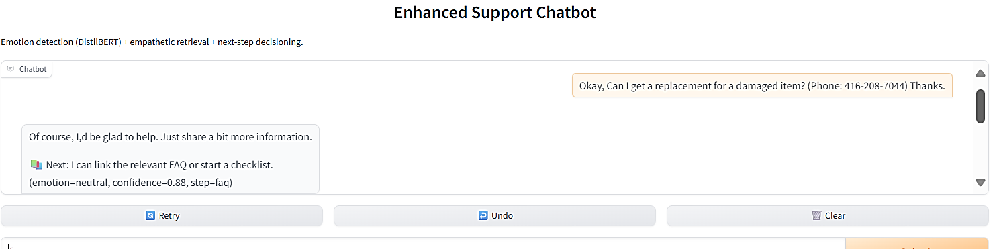 Enhanced Support Chatbot
Emotion detection (DistilBERT) + empathetic retrieval + next-step decisioning.
Chatbot
Okay, Can I get a replacement for a damaged item? (Phone: 416-208-7044) Thanks.
Of course, I,d be glad to help. Just share a bit more information.
Next: I can link the relevant FAQ or start a checklist.
(emotion=neutral, confidence=0.88, step=faq)
Retry
Undo
Clear